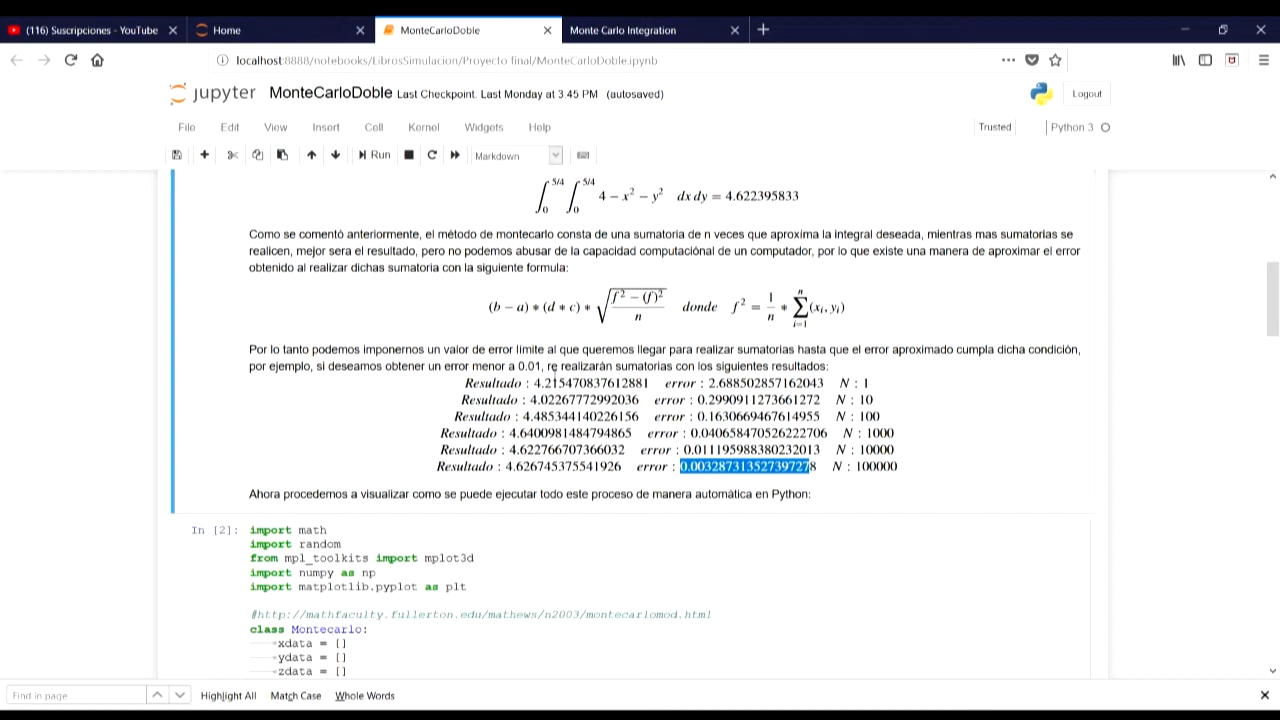 (116) Suscripciones - YouTube
Home
MonteCarloDoble
Monte Carlo Integration
localhost:8888/notebooks/LibrosSimulacion/Proyecto final/MonteCarloDoble.ipynb
jupyter MonteCarloDoble Last Checkpoint: Last Monday at 3:45 PM (autosaved)
Logout
File Edit View Insert Cell Kernel Widgets Help
Trusted Python 3
Run Markdown
∫₀^5/4 ∫₀^5/4 4 − x² − y² dxdy = 4.622395833
Como se comentó anteriormente, el método de montecarlo consta de una sumatoria de n veces que aproxima la integral deseada, mientras mas sumatorias se
realicen, mejor sera el resultado, pero no podemos abusar de la capacidad computaciónal de un computador, por lo que existe una manera de aproximar el error
obtenido al realizar dichas sumatoria con la siguiente formula:
(b − a) * (d * c) * √((f² − (f)²)/n) donde f² = 1/n * ∑_{i=1}^{n}(xᵢ, yᵢ)
Por lo tanto podemos imponernos un valor de error límite al que queremos llegar para realizar sumatorias hasta que el error aproximado cumpla dicha condición,
por ejemplo, si deseamos obtener un error menor a 0.01, re realizarán sumatorias con los siguientes resultados:
Resultado : 4.215470837612881 error : 2.688502857162043 N : 1
Resultado : 4.02267772992036 error : 0.2990911273661272 N : 10
Resultado : 4.485344140226156 error : 0.1630669467614955 N : 100
Resultado : 4.6400981484794865 error : 0.040658470526222706 N : 1000
Resultado : 4.622766707366032 error : 0.011195988380232013 N : 10000
Resultado : 4.626745375541926 error : 0.003287313527397278 N : 100000
Ahora procedemos a visualizar como se puede ejecutar todo este proceso de manera automática en Python:
In [2]: import math
import random
from mpl_toolkits import mplot3d
import numpy as np
import matplotlib.pyplot as plt
#http://mathfaculty.fullerton.edu/mathews/n2003/montecarlomod.html
class Montecarlo:
xdata = []
ydata = []
zdata = []
Find in page
Highlight All Match Case Whole Words